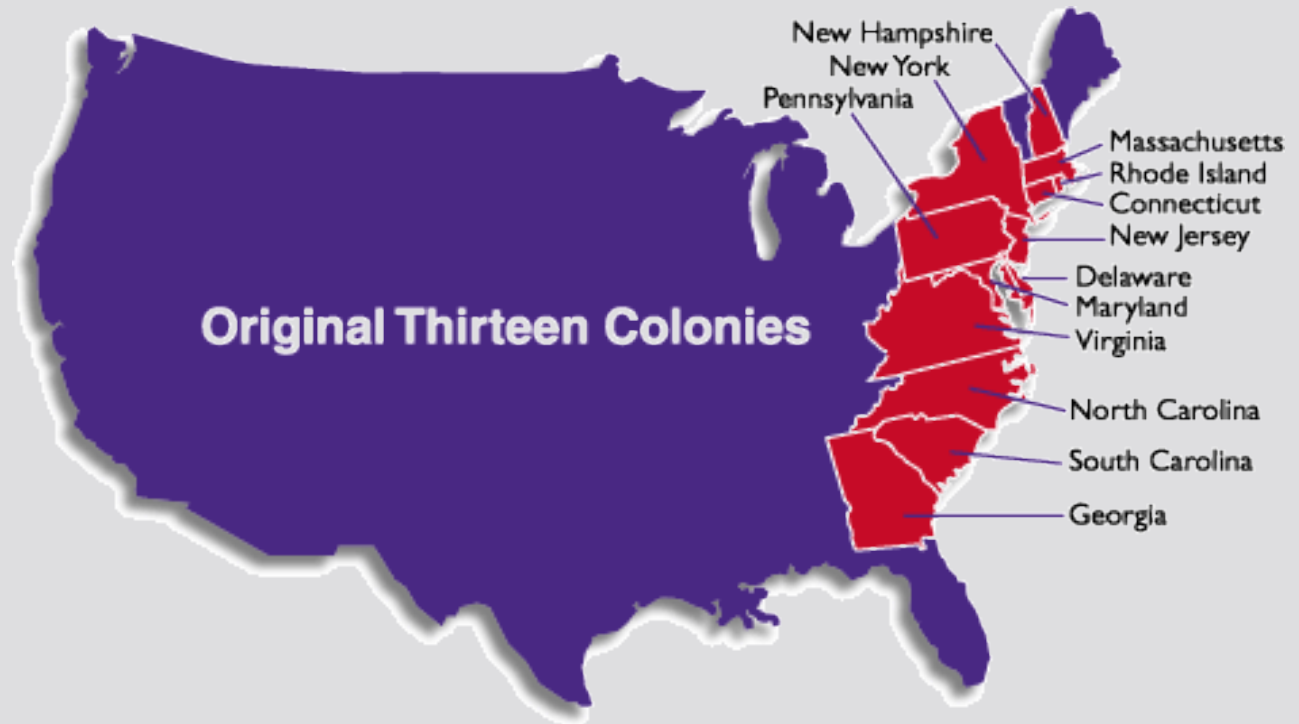 New Hampshire
New York
Pennsylvania
Massachusetts
Rhode Island
Connecticut
New Jersey
Delaware
Maryland
Original Thirteen Colonies
Virginia
North Carolina
South Carolina
Georgia